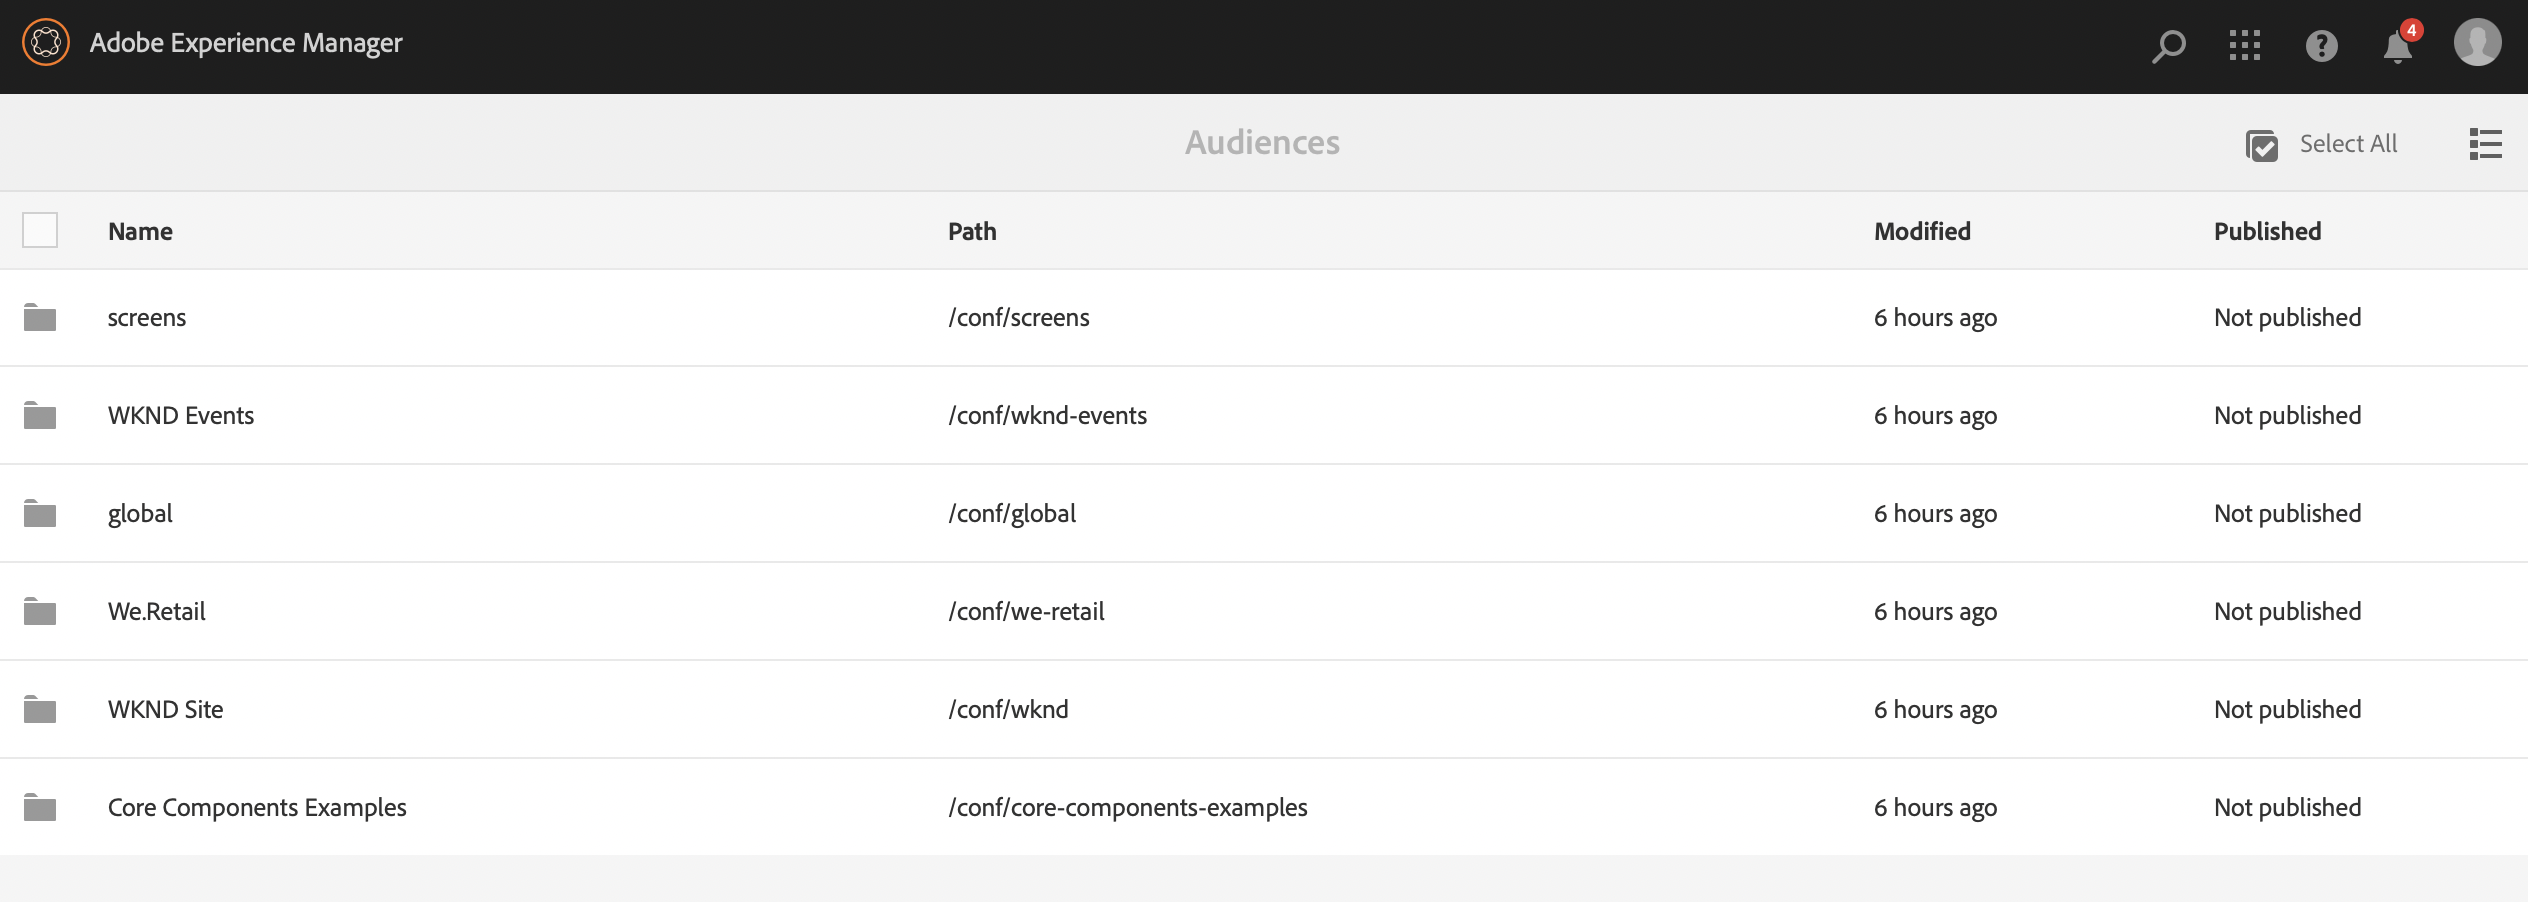 Adobe Experience Manager
4
Audiences
Select All
Name Path Modified Published
screens /conf/screens 6 hours ago Not published
WKND Events /conf/wknd-events 6 hours ago Not published
global /conf/global 6 hours ago Not published
We.Retail /conf/we-retail 6 hours ago Not published
WKND Site /conf/wknd 6 hours ago Not published
Core Components Examples /conf/core-components-examples 6 hours ago Not published